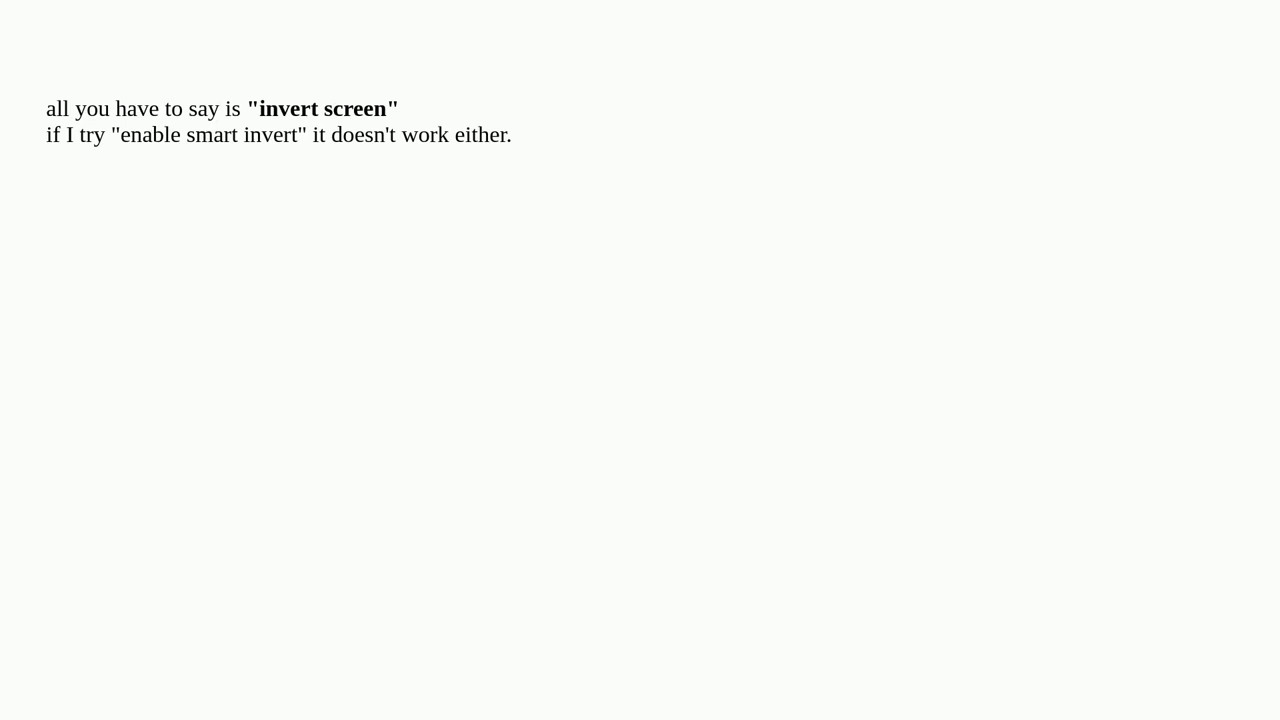 all you have to say is "invert screen"
if I try "enable smart invert" it doesn't work either.